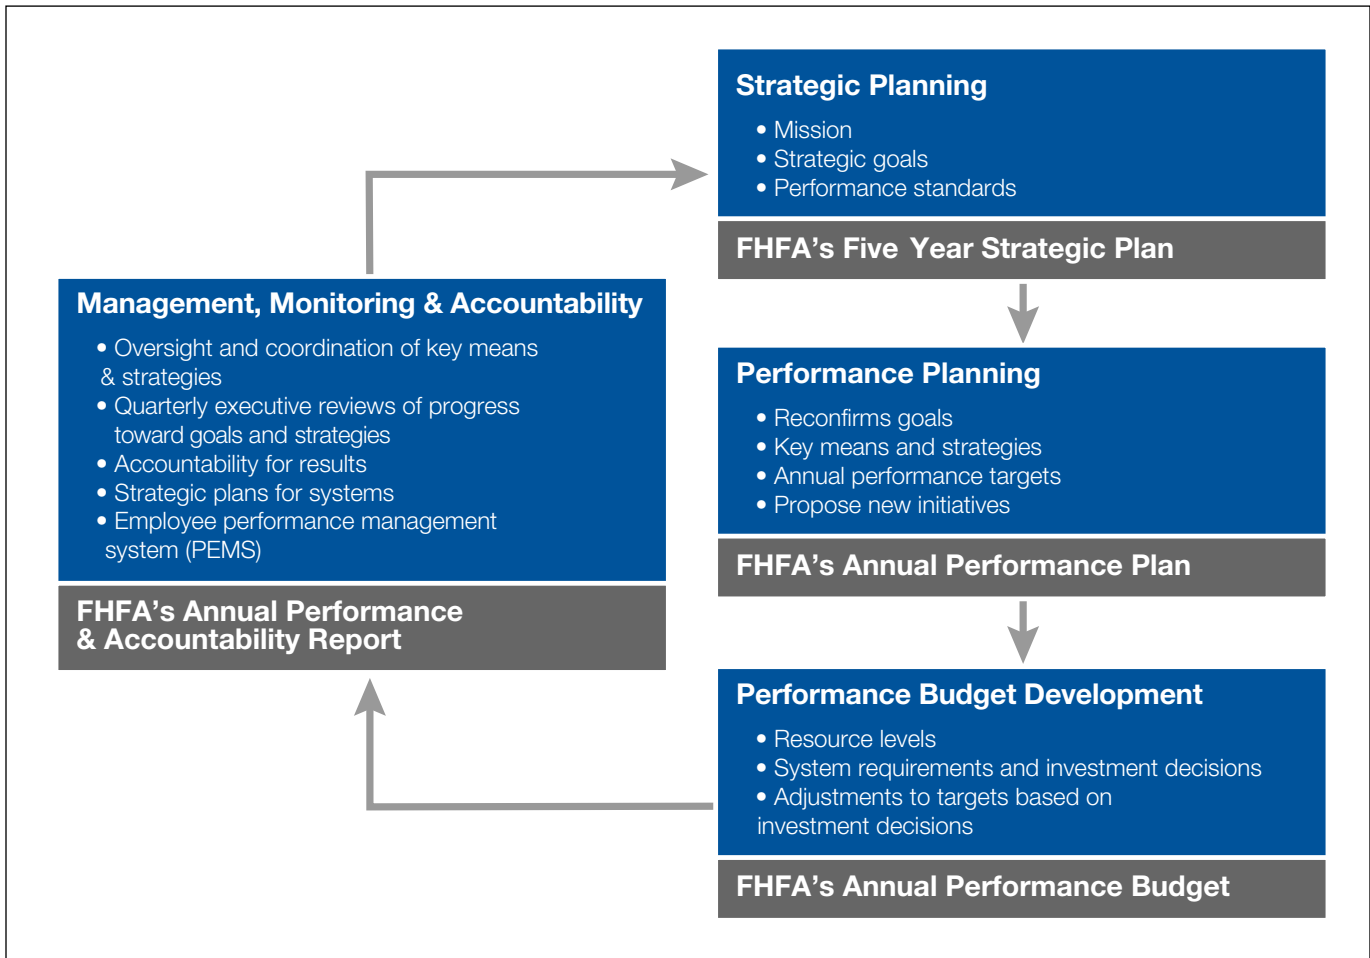 Strategic Planning
• Mission
• Strategic goals
• Performance standards
FHFA's Five Year Strategic Plan
Management, Monitoring & Accountability
• Oversight and coordination of key means
& strategies
• Quarterly executive reviews of progress
toward goals and strategies
• Accountability for results
• Strategic plans for systems
• Employee performance management
system (PEMS)
FHFA's Annual Performance
& Accountability Report
Performance Planning
• Reconfirms goals
• Key means and strategies
• Annual performance targets
• Propose new initiatives
FHFA's Annual Performance Plan
Performance Budget Development
• Resource levels
• System requirements and investment decisions
• Adjustments to targets based on
investment decisions
FHFA's Annual Performance Budget